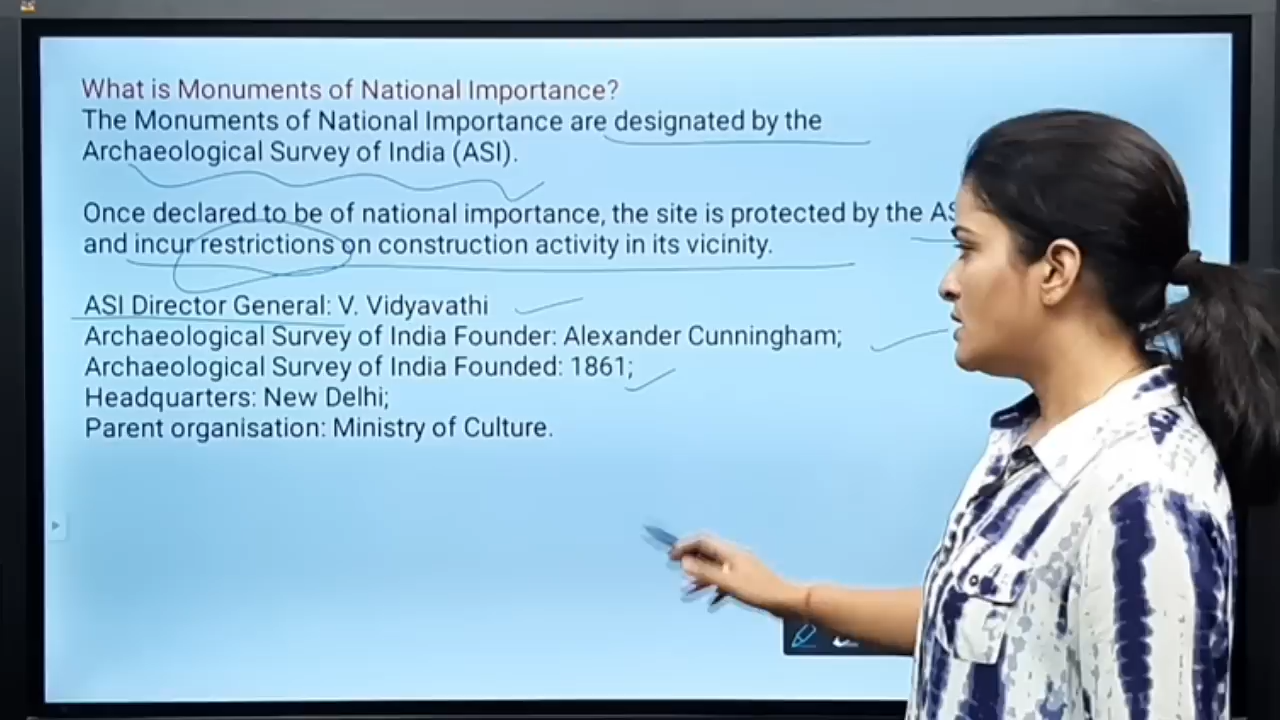 What is Monuments of National Importance?
The Monuments of National Importance are designated by the
Archaeological Survey of India (ASI).
Once declared to be of national importance, the site is protected by the
and incur restrictions on construction activity in its vicinity.
ASI Director General: V. Vidyavathi
Archaeological Survey of India Founder: Alexander Cunningham;
Archaeological Survey of India Founded: 1861;
Headquarters: New Delhi;
Parent organisation: Ministry of Culture.